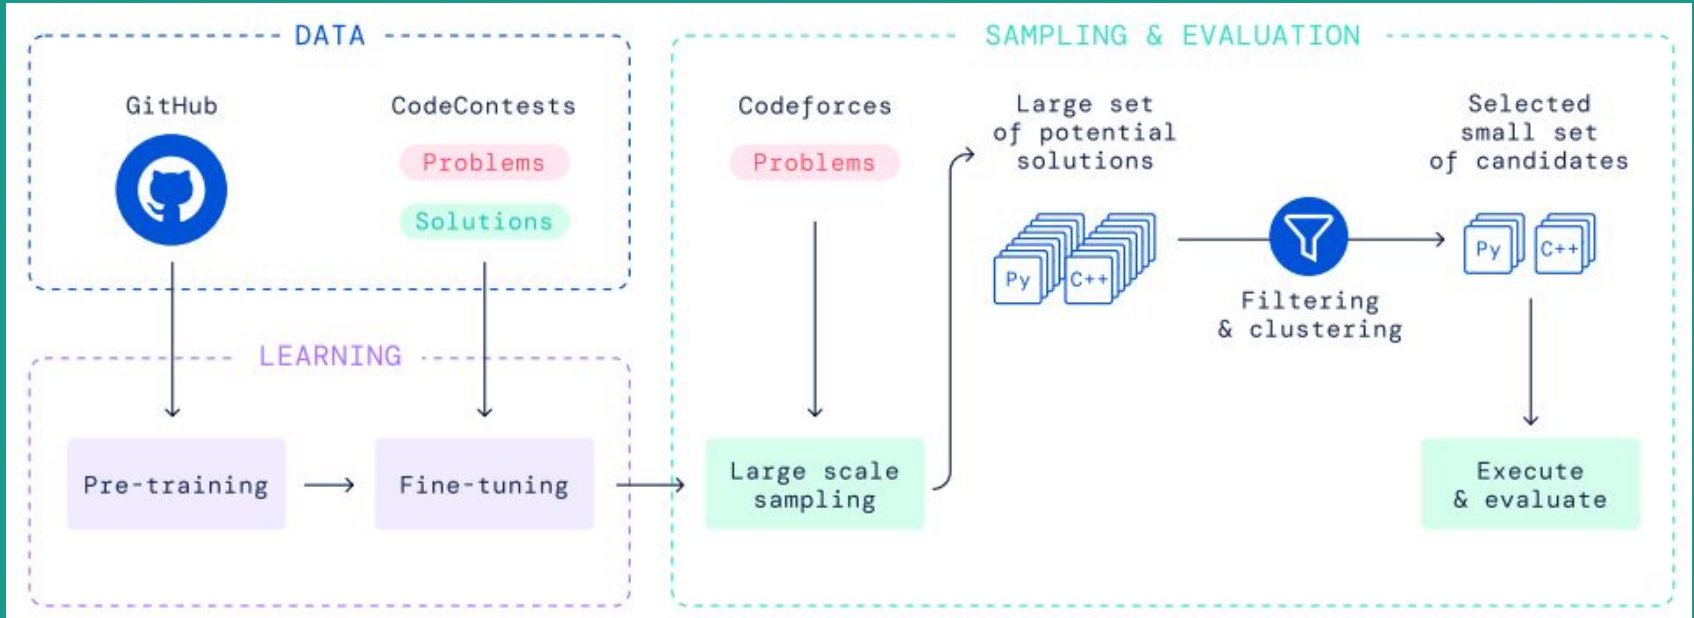 DATA
GitHub
CodeContests
Problems
Solutions
LEARNING
Pre-training
Fine-tuning
SAMPLING & EVALUATION
Codeforces
Problems
Large scale
sampling
Large set
of potential
solutions
Py
C++
Filtering
& clustering
Selected
small set
of candidates
Py
C++
Execute
& evaluate